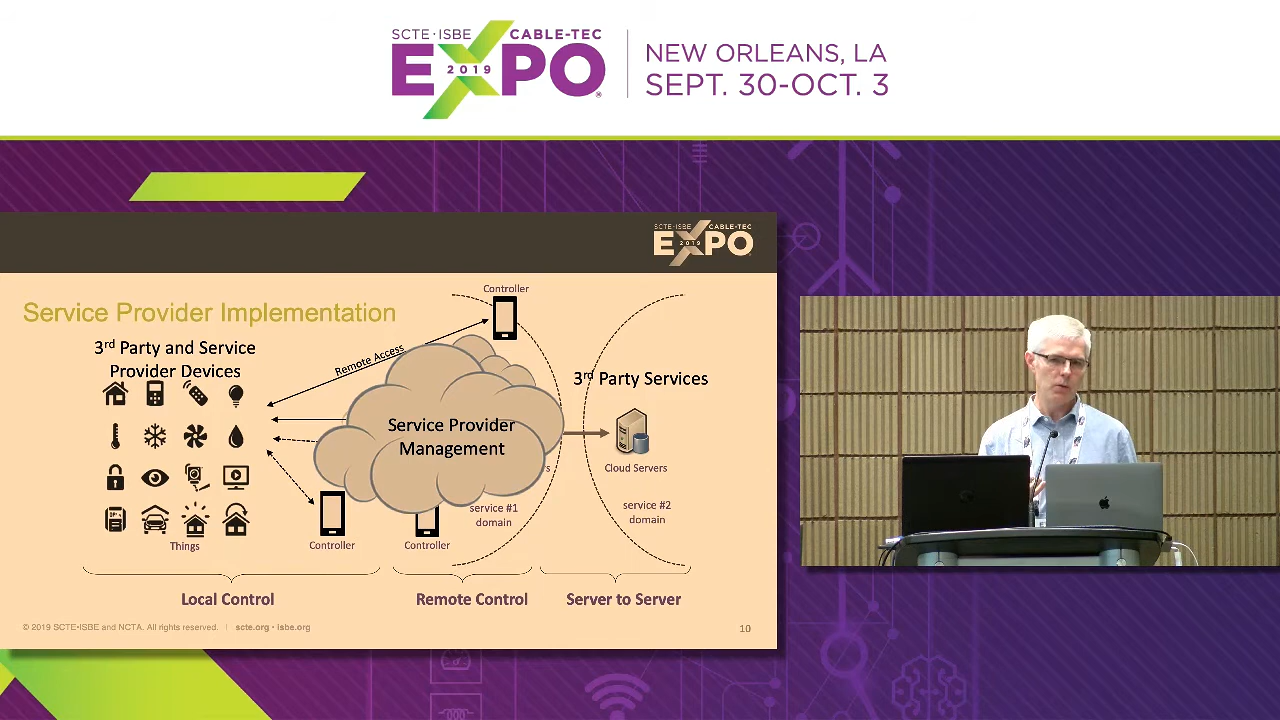 SCTE·ISBE CABLE-TEC
EXPO
2019
NEW ORLEANS, LA
SEPT. 30-OCT. 3
SCTE·ISBE CABLE-TEC
EXPO
2019
Service Provider Implementation
Controller
3rd Party and Service
Provider Devices
Remote Access
3rd Party Services
Service Provider
Management
Cloud Servers
service #1
domain
service #2
domain
Things
Controller
Controller
Local Control
Remote Control
Server to Server
© 2019 SCTE•ISBE and NCTA. All rights reserved. | scte.org • isbe.org
10